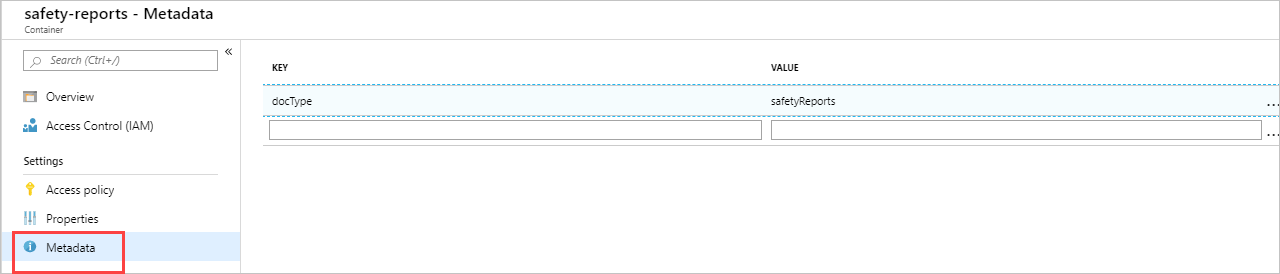 safety-reports - Metadata
Container
Search (Ctrl+/)
«
Overview
Access Control (IAM)
Settings
Access policy
Properties
Metadata
KEY VALUE
docType safetyReports ...
...